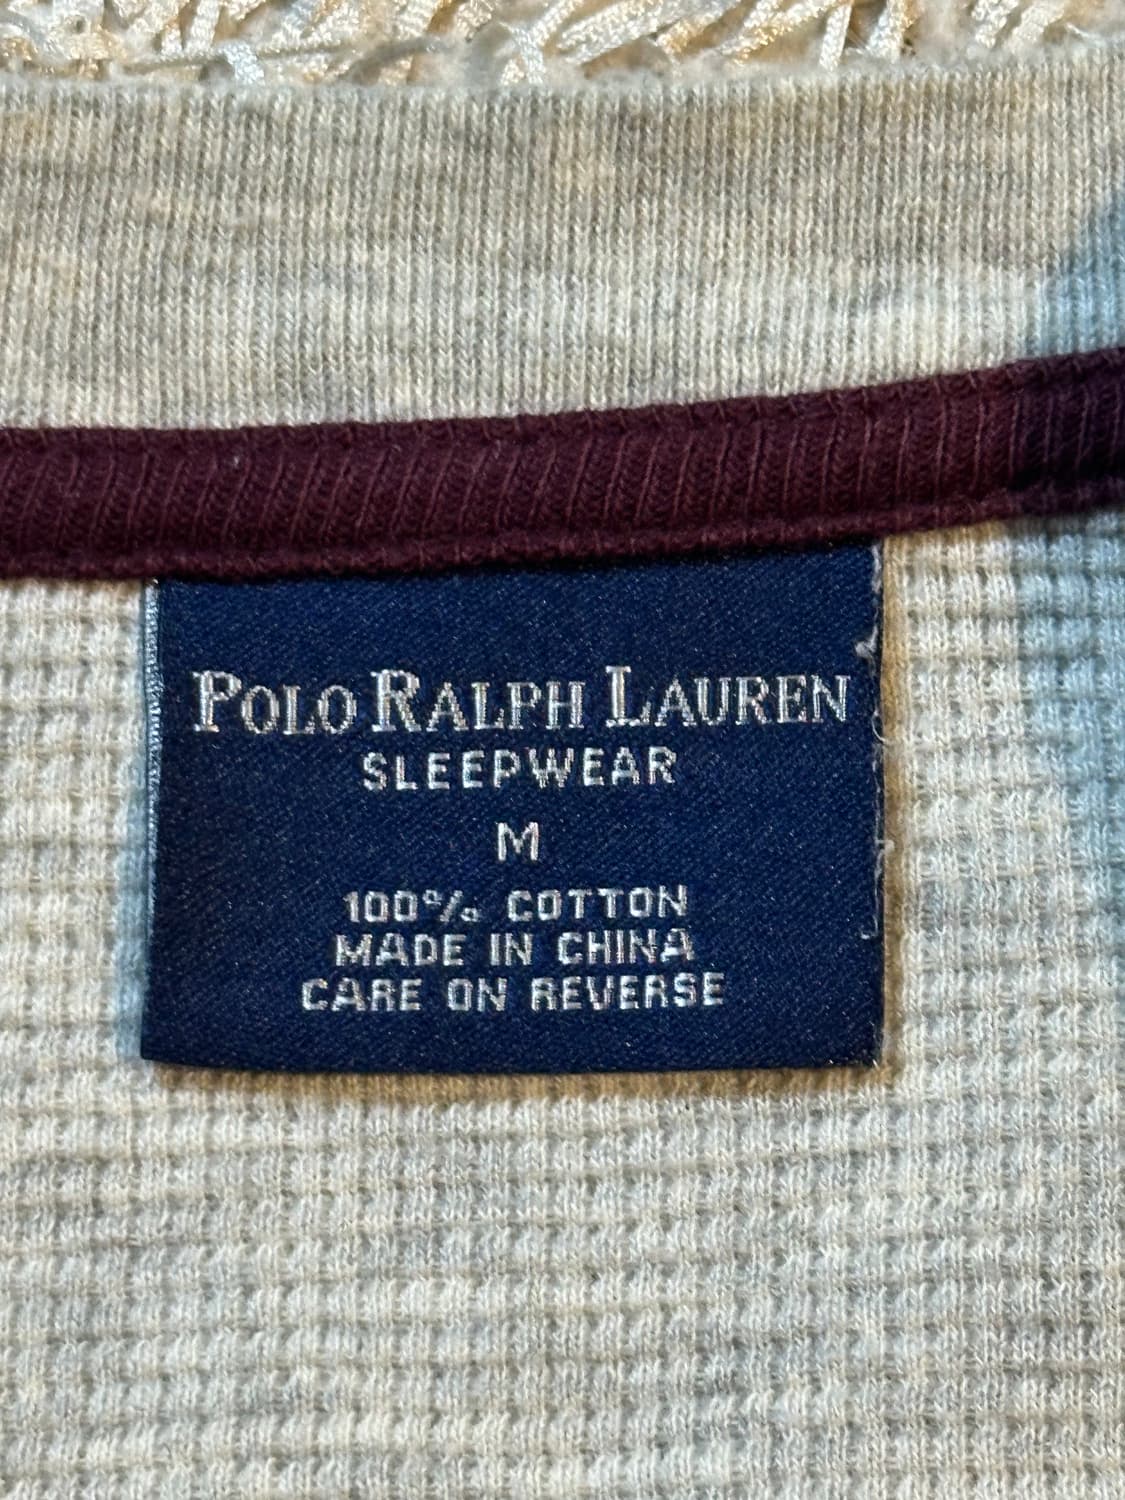 POLO RALPH LAUREN
SLEEPWEAR
M
100% COTTON
MADE IN CHINA
CARE ON REVERSE